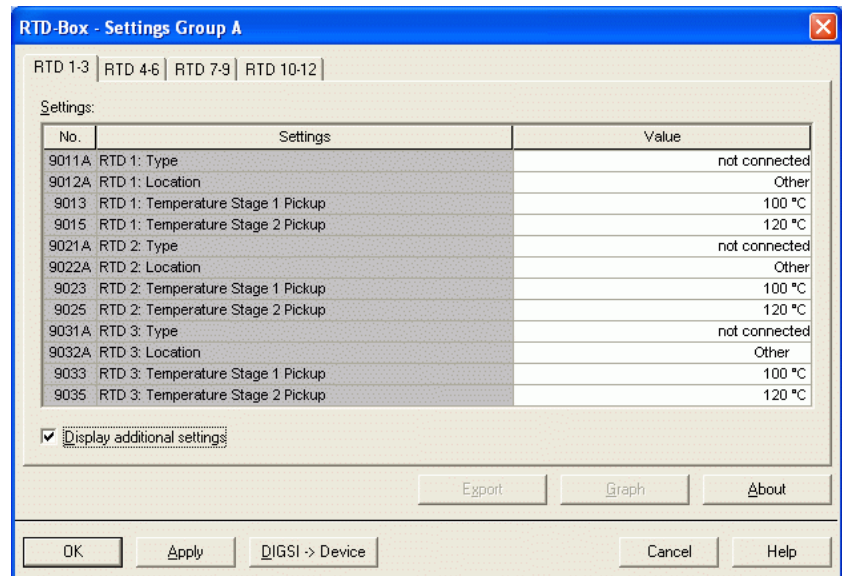 RTD-Box - Settings Group A
RTD 1-3 RTD 4-6 RTD 7-9 RTD 10-12
Settings:
No. Settings Value
9011A RTD 1: Type not connected
9012A RTD 1: Location Other
9013 RTD 1: Temperature Stage 1 Pickup 100 °C
9015 RTD 1: Temperature Stage 2 Pickup 120 °C
9021A RTD 2: Type not connected
9022A RTD 2: Location Other
9023 RTD 2: Temperature Stage 1 Pickup 100 °C
9025 RTD 2: Temperature Stage 2 Pickup 120 °C
9031A RTD 3: Type not connected
9032A RTD 3: Location Other
9033 RTD 3: Temperature Stage 1 Pickup 100 °C
9035 RTD 3: Temperature Stage 2 Pickup 120 °C
Display additional settings
Export Graph About
OK Apply DIGSI -> Device Cancel Help